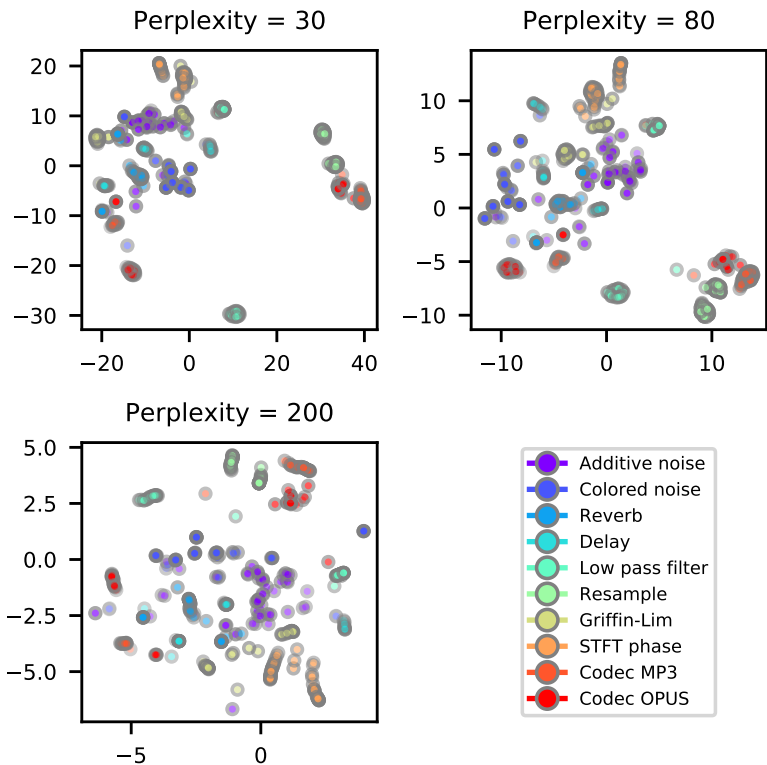 Perplexity = 30
20
10
0
−10
−20
−30
−20
0
20
40
Perplexity = 80
10
5
0
−5
−10
−10
0
10
Perplexity = 200
5.0
2.5
0.0
−2.5
−5.0
−5
0
Additive noise
Colored noise
Reverb
Delay
Low pass filter
Resample
Griffin-Lim
STFT phase
Codec MP3
Codec OPUS